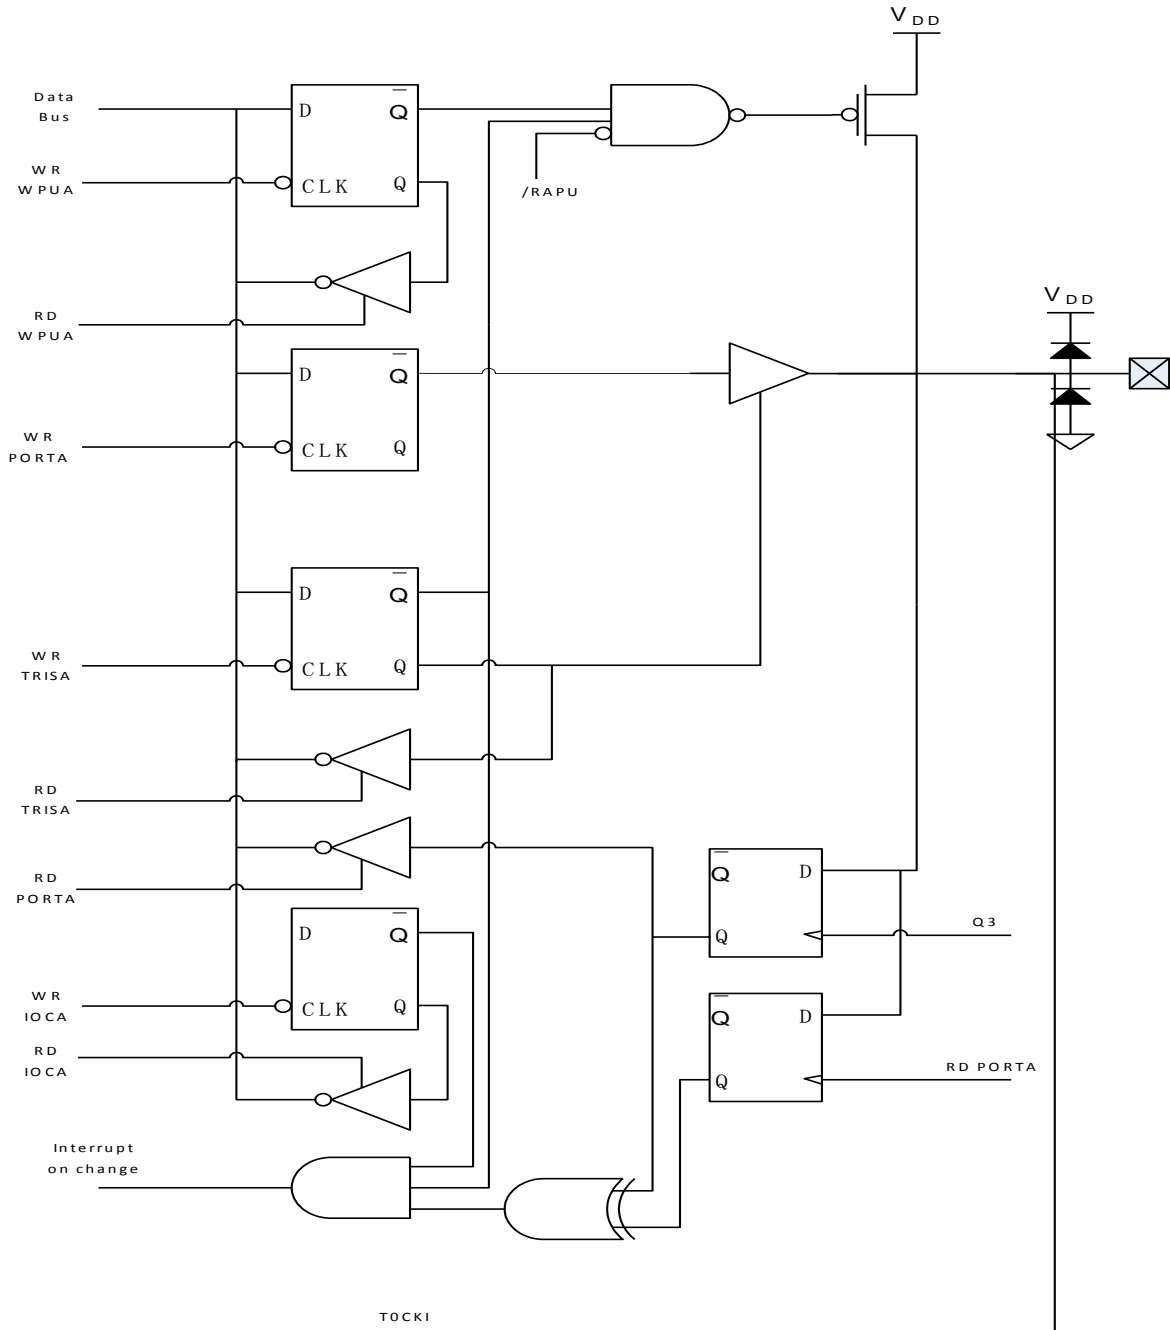 VDD
Data
Bus
D
Q
WR
WPUA
CLK
Q
/RAPU
RD
WPUA
VDD
D
Q
WR
PORTA
CLK
Q
D
Q
WR
TRISA
CLK
Q
RD
TRISA
RD
PORTA
Q
D
Q3
Q
D
Q
WR
IOCA
CLK
Q
Q
D
RD
IOCA
RD PORTA
Q
Interrupt
on change
T0CKI